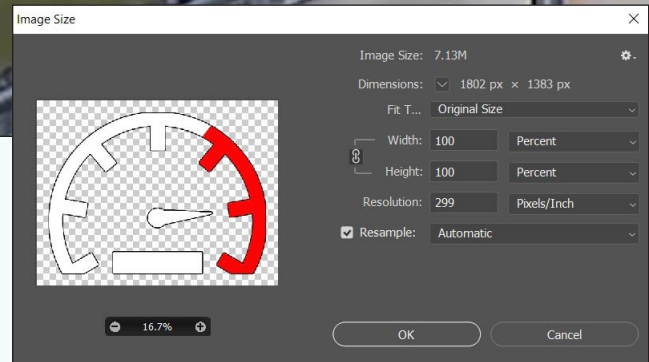 Image Size
Image Size: 7.13M
Dimensions: 1802 px × 1383 px
Fit T... Original Size
Width: 100 Percent
Height: 100 Percent
Resolution: 299 Pixels/Inch
Resample: Automatic
16.7%
OK Cancel